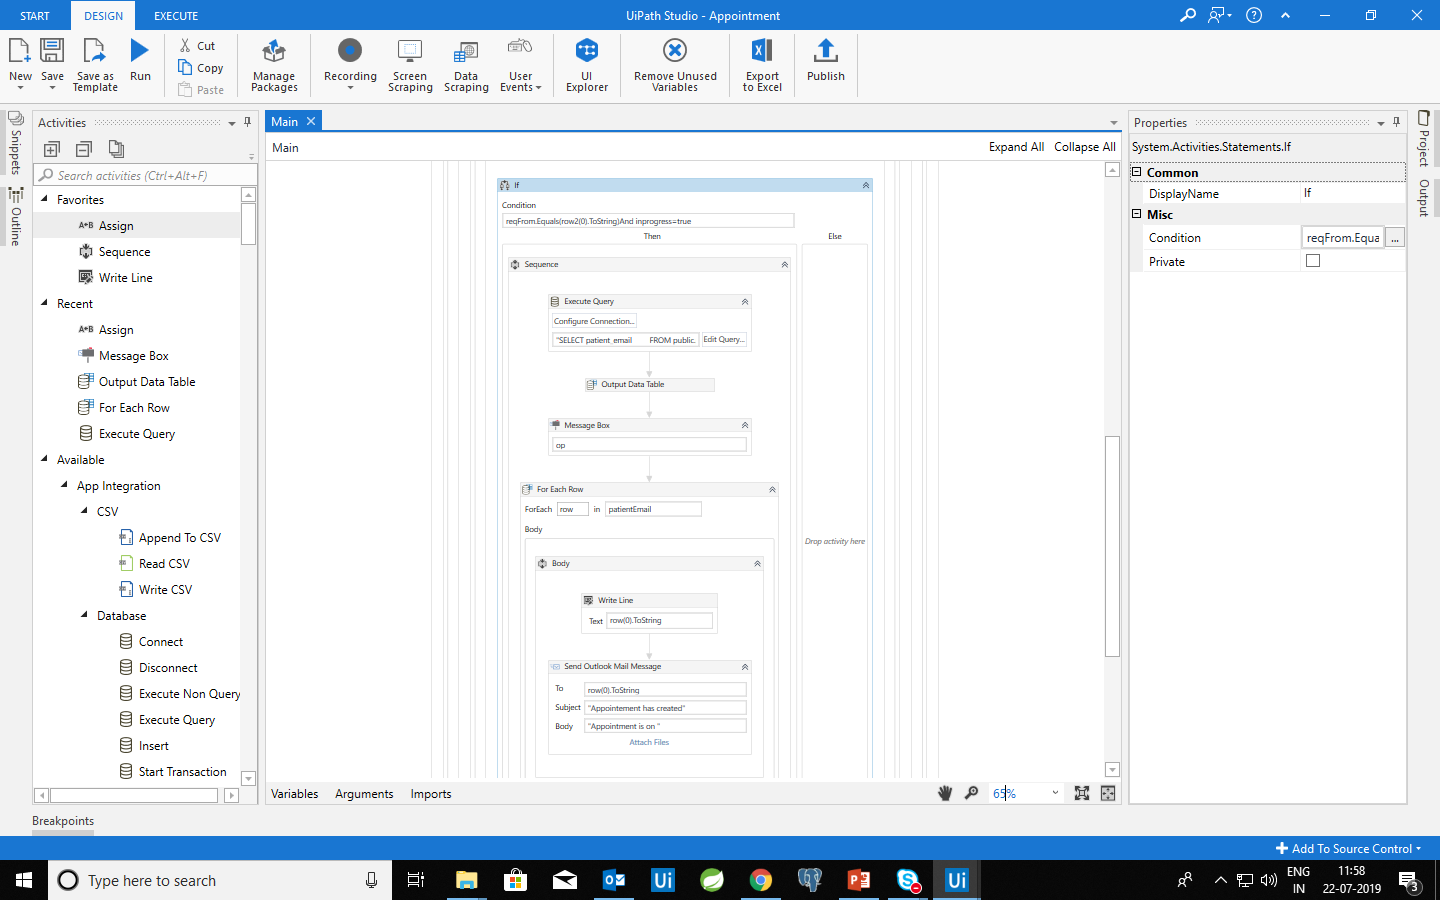 START DESIGN EXECUTE UiPath Studio - Appointment
New Save Save as Template Run
Cut
Copy
Paste
Manage Packages
Recording
Screen Scraping
Data Scraping
User Events
UI Explorer
Remove Unused Variables
Export to Excel
Publish
Snippets
Outline
Activities
Search activities (Ctrl+Alt+F)
Favorites
A+B Assign
Sequence
Write Line
Recent
A+B Assign
Message Box
Output Data Table
For Each Row
Execute Query
Available
App Integration
CSV
Append To CSV
Read CSV
Write CSV
Database
Connect
Disconnect
Execute Non Query
Execute Query
Insert
Start Transaction
Main
Main Expand All Collapse All
If
Condition
reqFrom.Equals(row2(0).ToString)And inprogress=true
Then Else
Sequence
Execute Query
Configure Connection...
"SELECT patient_email FROM public. Edit Query...
Output Data Table
Message Box
op
For Each Row
ForEach row in patientEmail
Body
Drop activity here
Body
Write Line
Text row(0).ToString
Send Outlook Mail Message
To row(0).ToString
Subject "Appointement has created"
Body "Appointment is on "
Attach Files
Variables Arguments Imports 65%
Properties
System.Activities.Statements.If
Common
DisplayName If
Misc
Condition reqFrom.Equa ...
Private
Project
Output
Breakpoints
Add To Source Control
Type here to search
Ui
Ui
ENG
IN
11:58
22-07-2019
3